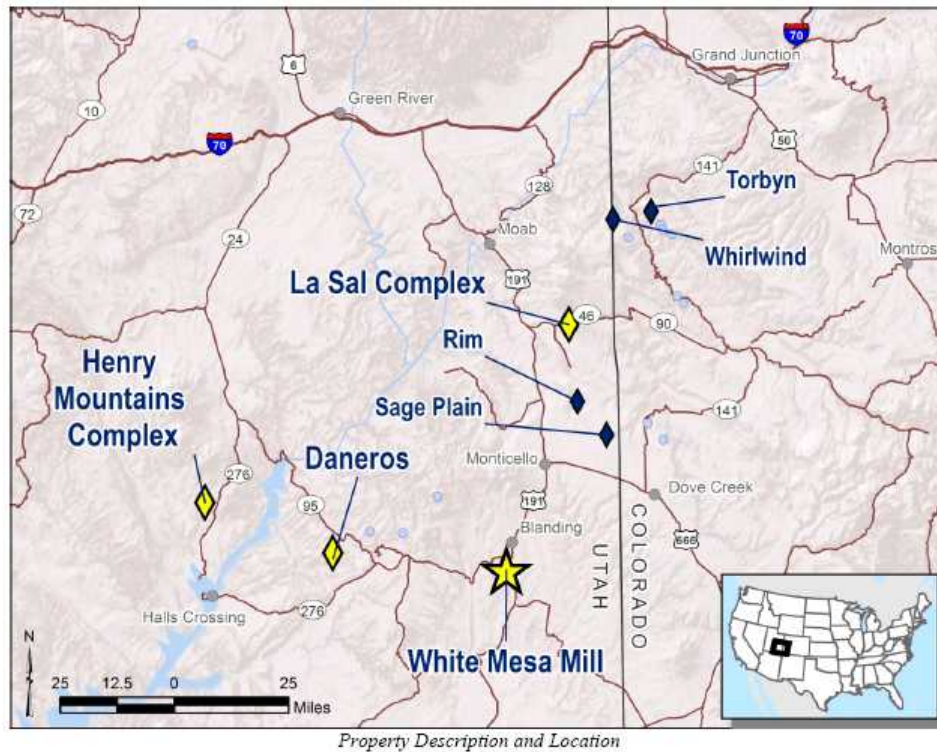 70
Grand Junction
6
Green River
10
70
50
141
Torbyn
128
72
Whirlwind
24
Moab
Montros
191
La Sal Complex
46
90
Rim
Henry
Mountains
Complex
Sage Plain
141
Daneros
Monticello
276
95
Dove Creek
191
Blanding
666
UTAH
COLORADO
Halls Crossing
276
White Mesa Mill
N
25 12.5 0 25
Miles
Property Description and Location